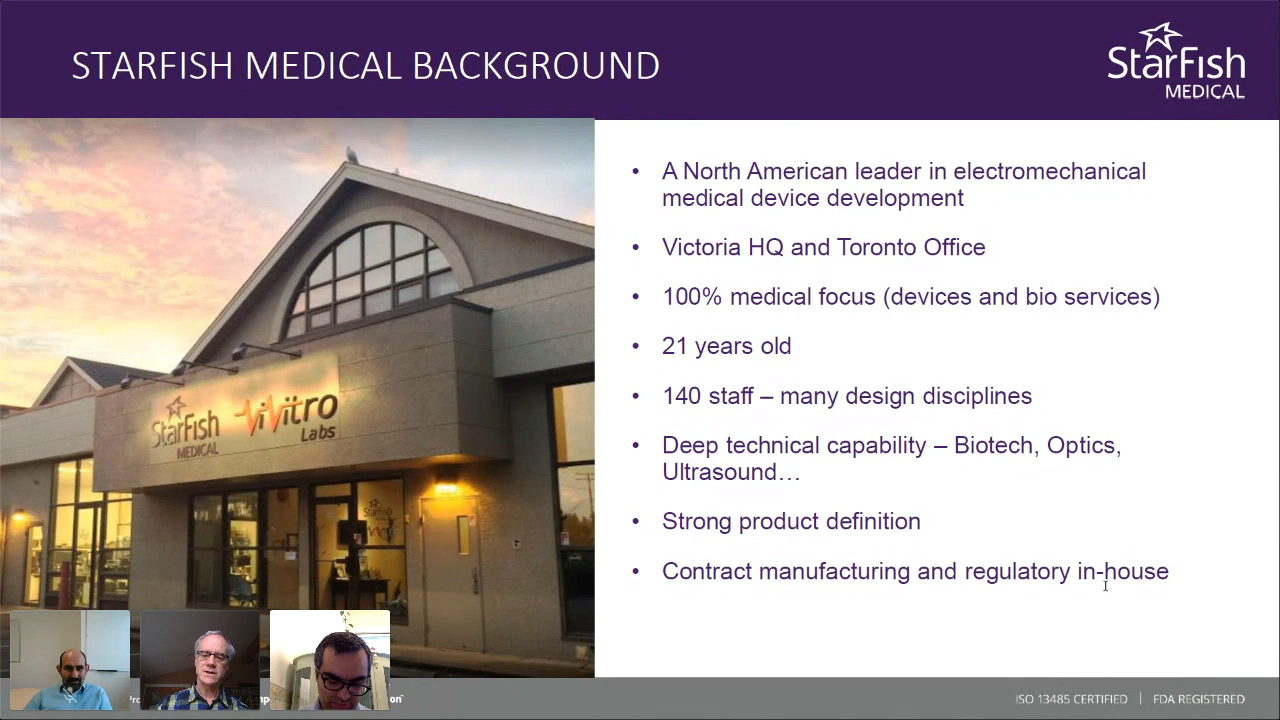 STARFISH MEDICAL BACKGROUND
StarFish
MEDICAL
• A North American leader in electromechanical
medical device development
• Victoria HQ and Toronto Office
• 100% medical focus (devices and bio services)
• 21 years old
• 140 staff – many design disciplines
• Deep technical capability – Biotech, Optics,
Ultrasound…
• Strong product definition
• Contract manufacturing and regulatory in-house
StarFish
MEDICAL
ViVitro
Labs
StarFish
ISO 13485 CERTIFIED | FDA REGISTERED